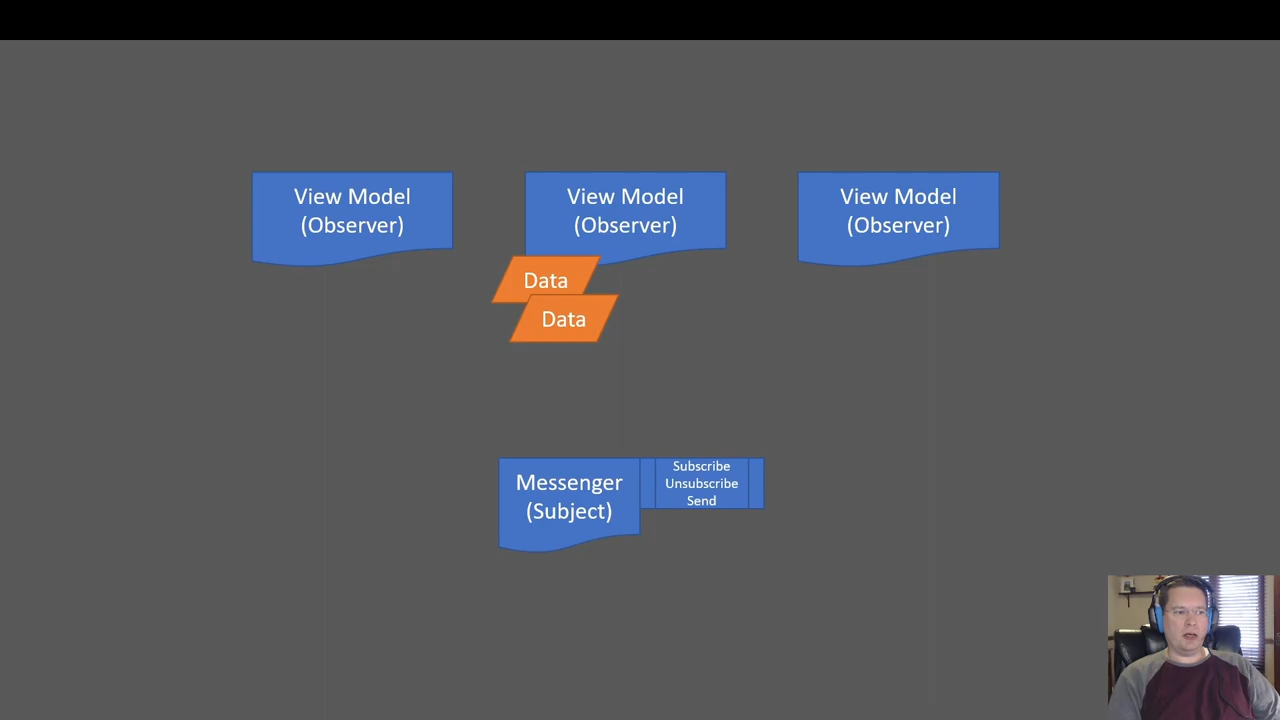 View Model
(Observer)
View Model
(Observer)
View Model
(Observer)
Data
Data
Messenger
(Subject)
Subscribe
Unsubscribe
Send